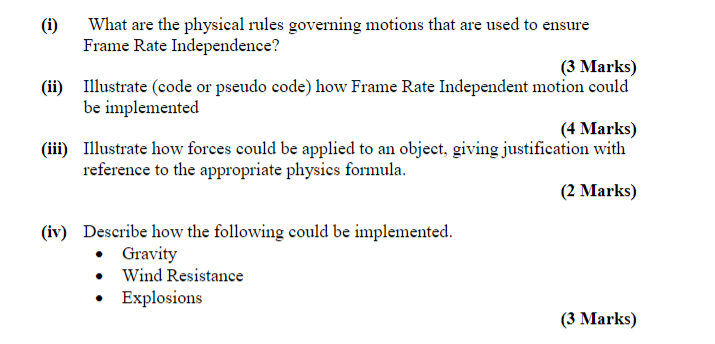 (i) What are the physical rules governing motions that are used to ensure
Frame Rate Independence?
(3 Marks)
(ii) Illustrate (code or pseudo code) how Frame Rate Independent motion could
be implemented
(4 Marks)
(iii) Illustrate how forces could be applied to an object, giving justification with
reference to the appropriate physics formula.
(2 Marks)
(iv) Describe how the following could be implemented.
• Gravity
• Wind Resistance
• Explosions
(3 Marks)